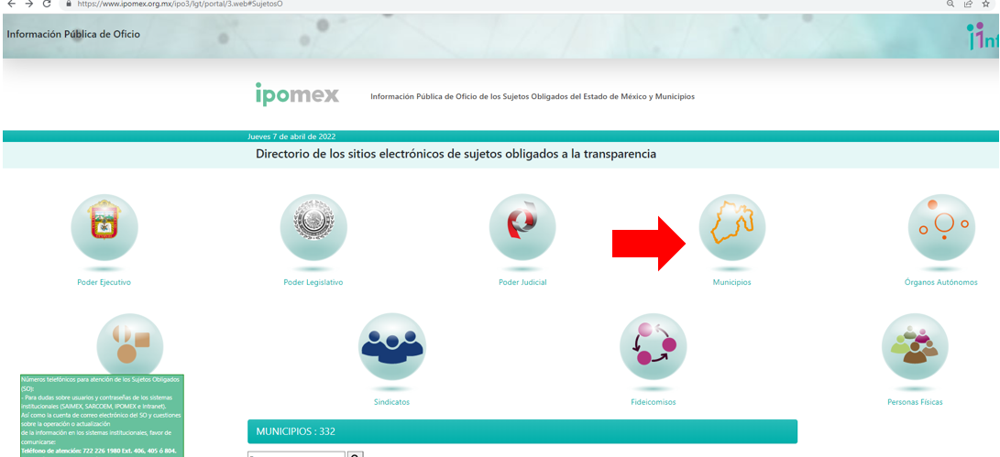 https://www.ipomex.org.mx/ipo3/lgt/portal/3.web#SujetosO
Información Pública de Oficio
ipomex
Información Pública de Oficio de los Sujetos Obligados del Estado de México y Municipios
Jueves 7 de abril de 2022
Directorio de los sitios electrónicos de sujetos obligados a la transparencia
Poder Ejecutivo
Poder Legislativo
Poder Judicial
Municipios
Órganos Autónomos
Sindicatos
Fideicomisos
Personas Físicas
Números telefónicos para atención de los Sujetos Obligados
(SO):
- Para dudas sobre usuarios y contraseñas de los sistemas
institucionales (SAIMEX, SARCOEM, IPOMEX e Intranet).
Así como la cuenta de correo electrónico del SO y cuestiones
sobre la operación o actualización
de la información en los sistemas institucionales, favor de
comunicarse:
Teléfono de atención: 722 226 1980 Ext. 406, 405 ó 804.
MUNICIPIOS : 332